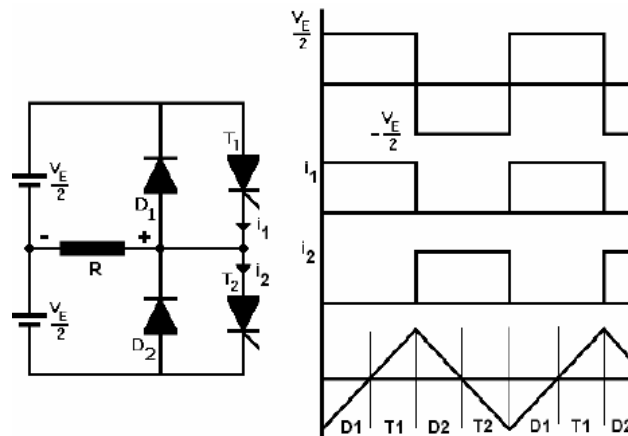 V_E/2
V_E/2
- +
R
D1
D2
T1
i1
i2
T2
V_E/2
-V_E/2
i1
i2
D1 T1 D2 T2 D1 T1 D2